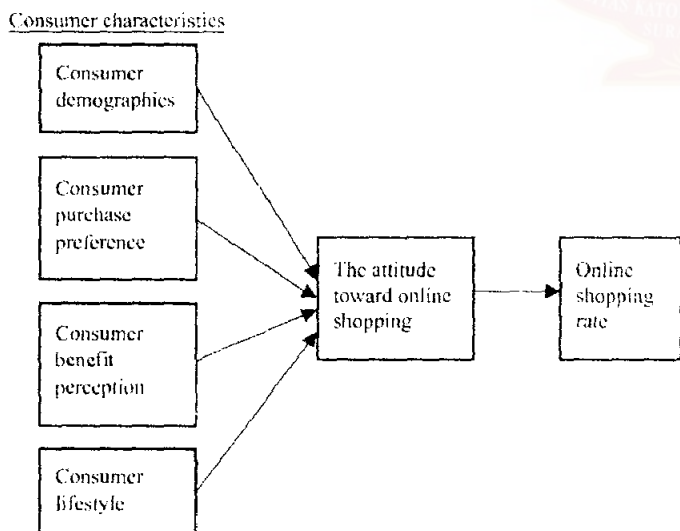 Consumer characteristics
Consumer
demographics
Consumer
purchase
preference
Consumer
benefit
perception
Consumer
lifestyle
The attitude
toward online
shopping
Online
shopping
rate